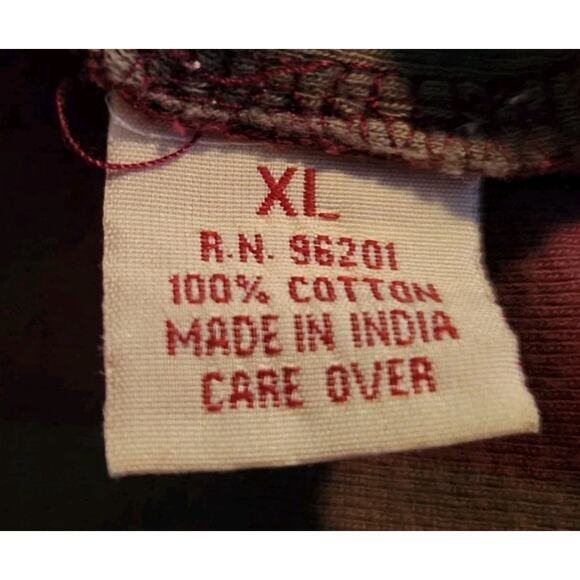 XL
R.N. 96201
100% COTTON
MADE IN INDIA
CARE OVER